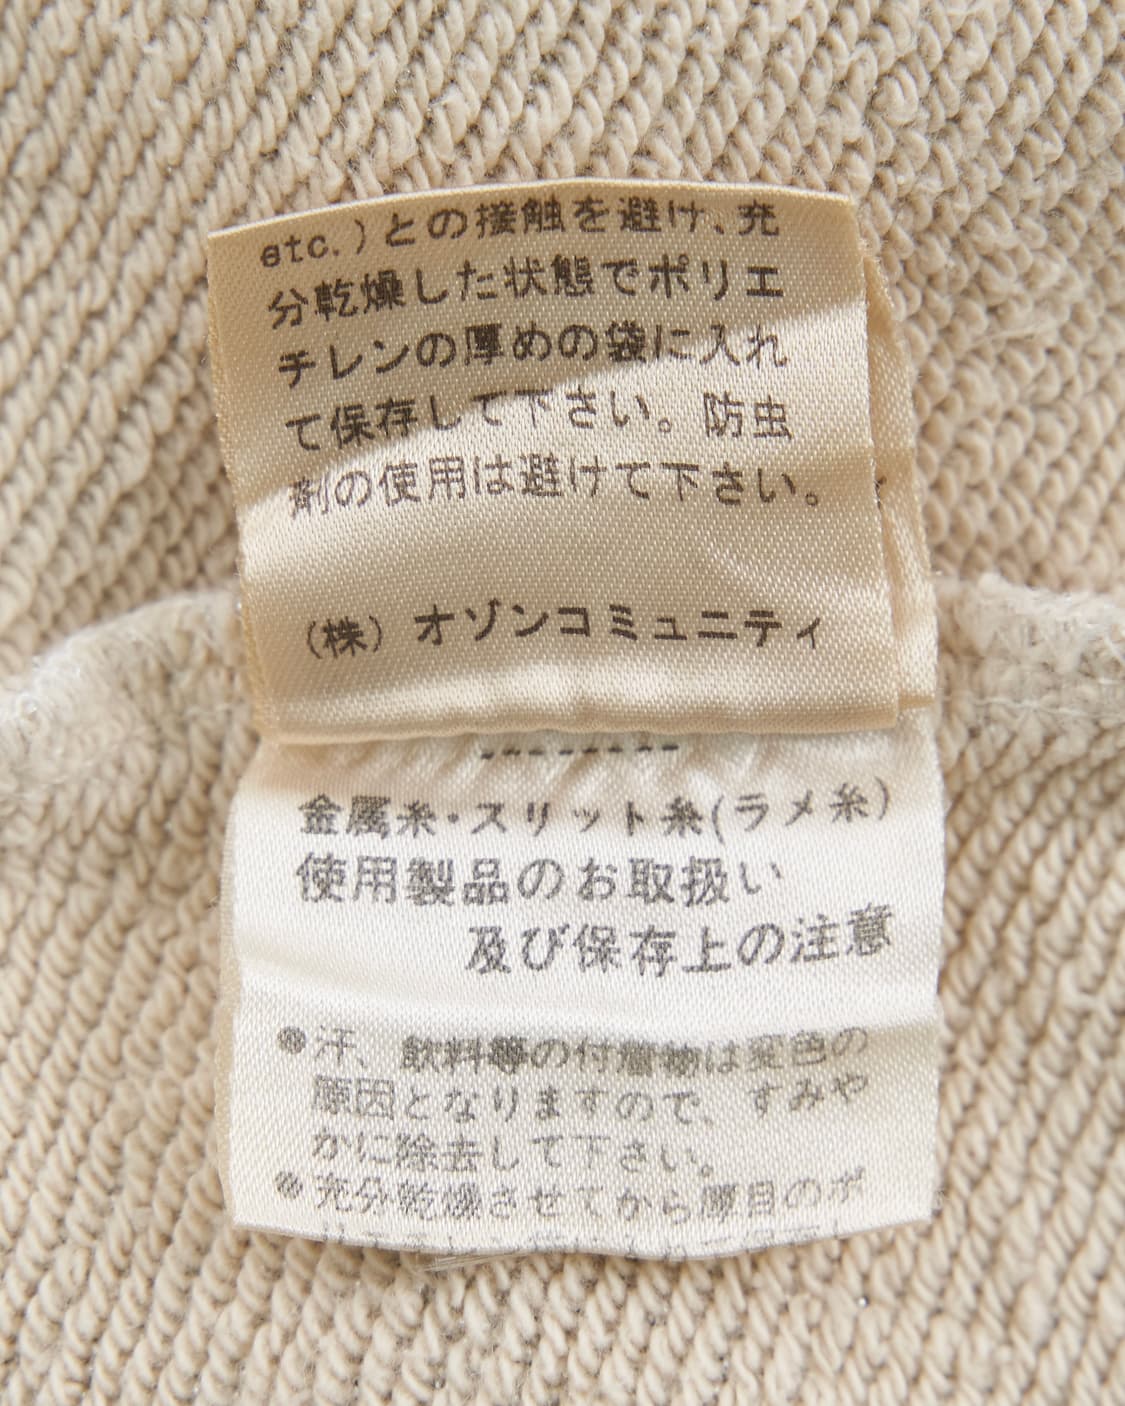 etc.)との接触を避け、充
分乾燥した状態でポリエ
チレンの厚めの袋に入れ
て保存して下さい。防虫
剤の使用は避けて下さい。
(株)オゾンコミュニティ
金属糸・スリット糸(ラメ糸)
使用製品のお取扱い
及び保存上の注意
●汗、飲料等の付着物は変色の
原因となりますので、すみや
かに除去して下さい。
●充分乾燥させてから厚目のポ